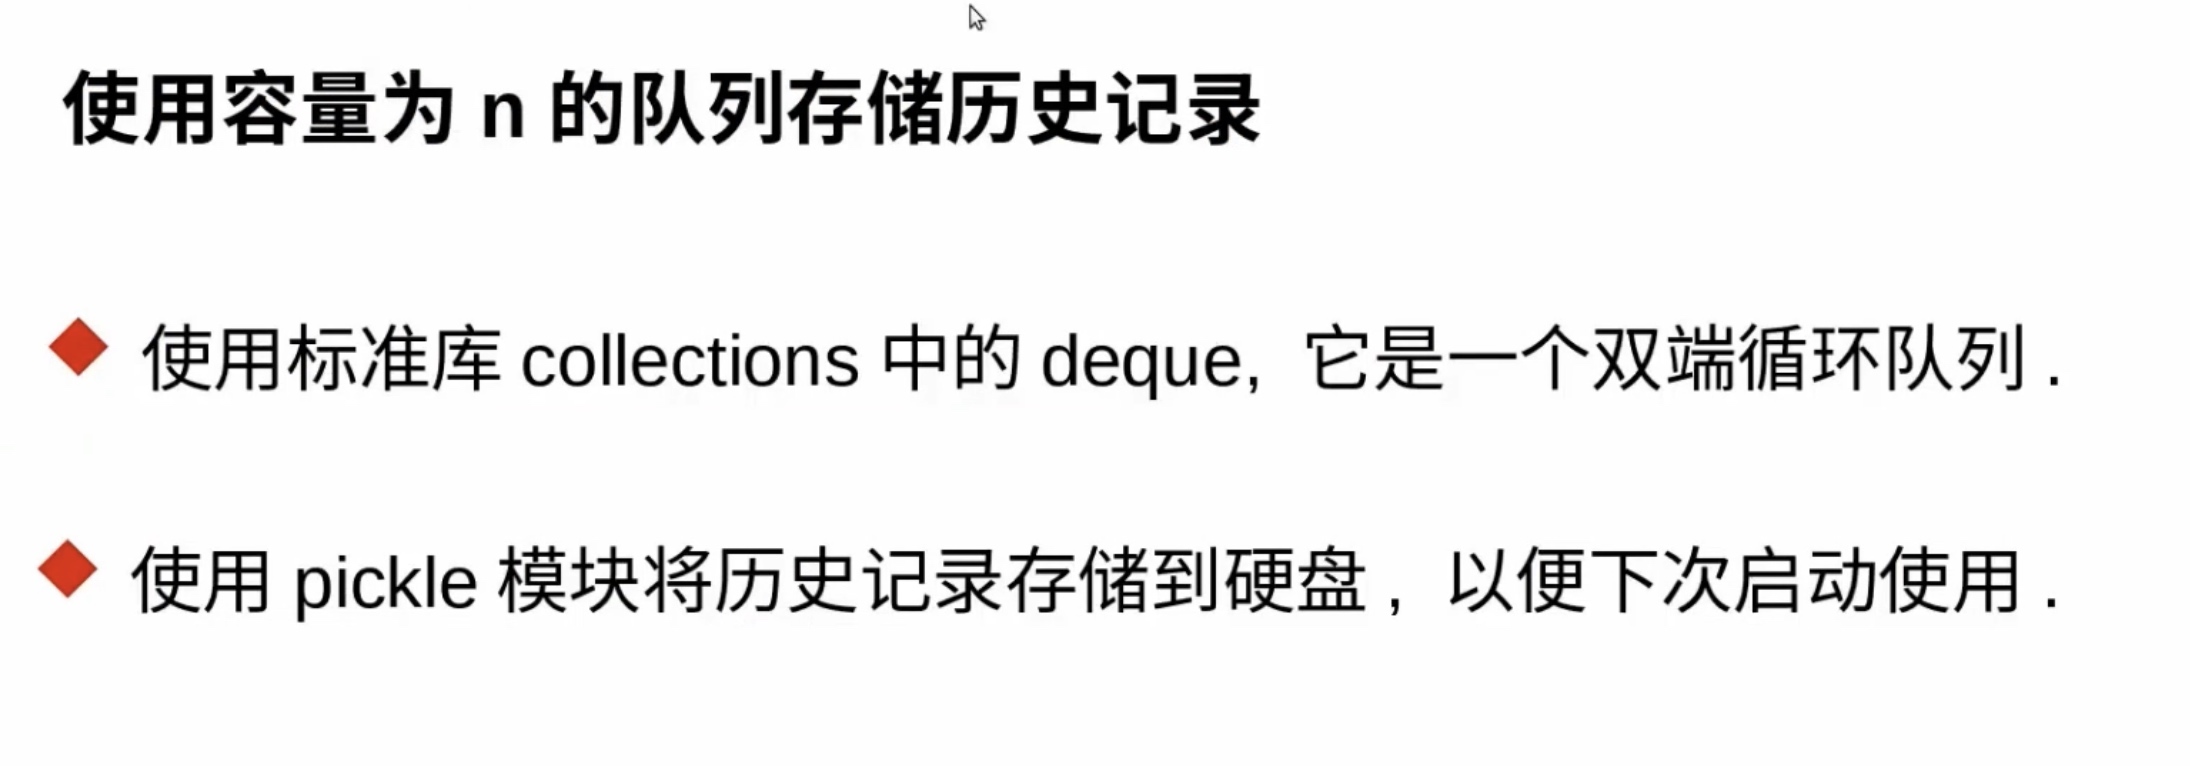 使用容量为 n 的队列存储历史记录
使用标准库 collections 中的 deque, 它是一个双端循环队列 .
使用 pickle 模块将历史记录存储到硬盘 , 以便下次启动使用 .